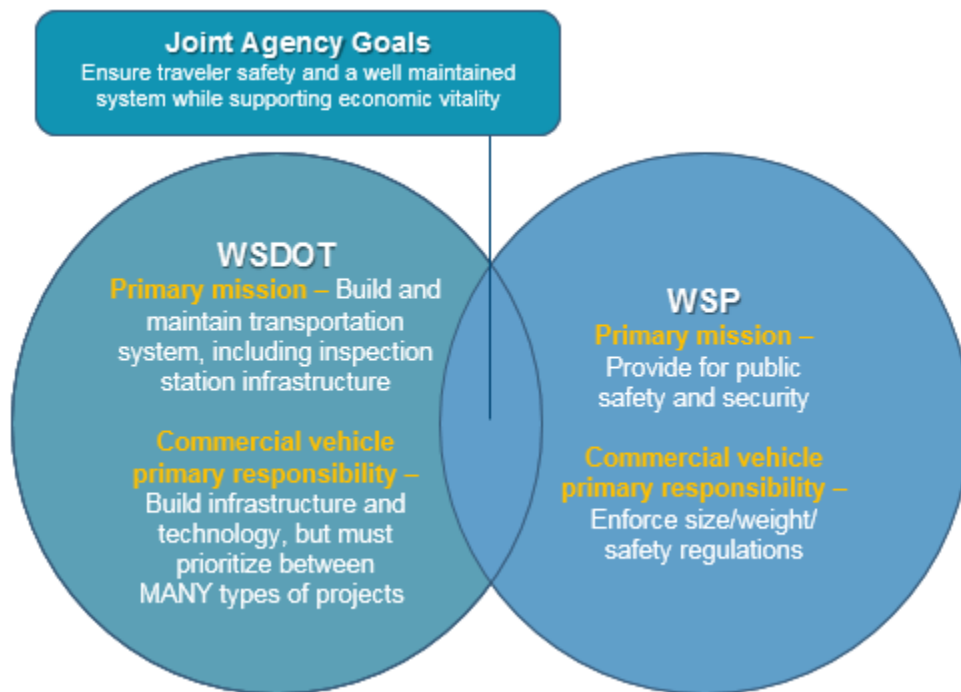 Joint Agency Goals
Ensure traveler safety and a well maintained
system while supporting economic vitality
WSDOT
Primary mission – Build and
maintain transportation
system, including inspection
station infrastructure
Commercial vehicle
primary responsibility –
Build infrastructure and
technology, but must
prioritize between
MANY types of projects
WSP
Primary mission –
Provide for public
safety and security
Commercial vehicle
primary responsibility –
Enforce size/weight/
safety regulations